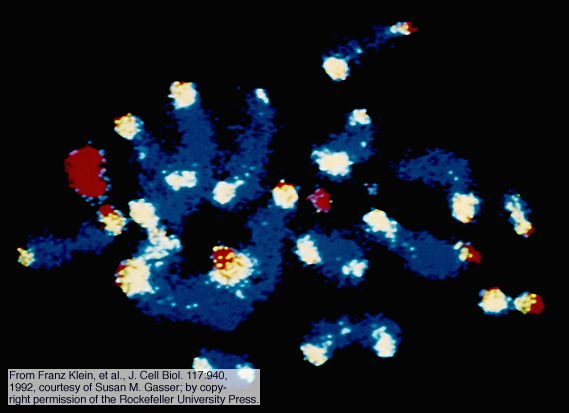 From Franz Klein, et al., J. Cell Biol. 117:940,
1992, courtesy of Susan M. Gasser; by copy-
right permission of the Rockefeller University Press.